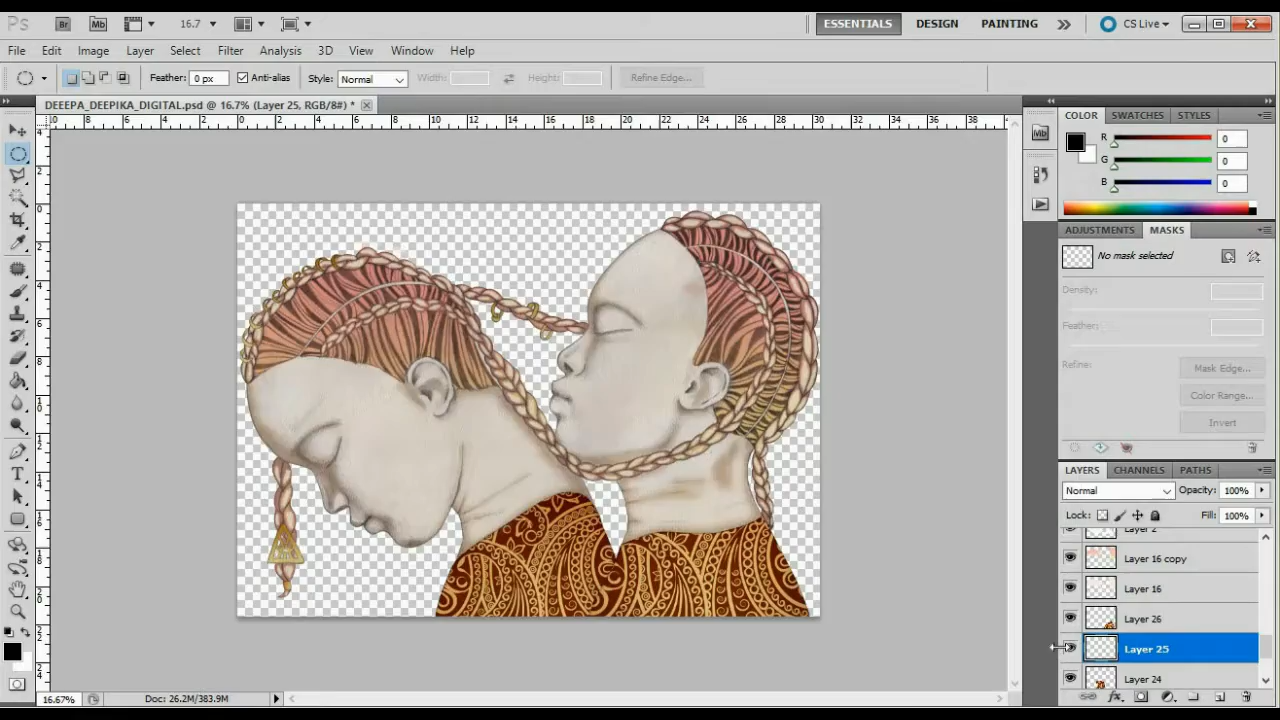 Ps Br Mb 16.7 ESSENTIALS DESIGN PAINTING CS Live
File Edit Image Layer Select Filter Analysis 3D View Window Help
Feather: 0 px Anti-alias Style: Normal Width: Height: Refine Edge...
DEEEPA_DEEPIKA_DIGITAL.psd @ 16.7% (Layer 25, RGB/8#) *
COLOR SWATCHES STYLES
R 0
G 0
B 0
ADJUSTMENTS MASKS
No mask selected
Density:
Feather:
Refine: Mask Edge...
Color Range...
Invert
LAYERS CHANNELS PATHS
Normal Opacity: 100%
Lock: Fill: 100%
Layer 2
Layer 16 copy
Layer 16
Layer 26
Layer 25
Layer 24
16.67% Doc: 26.2M/383.9M